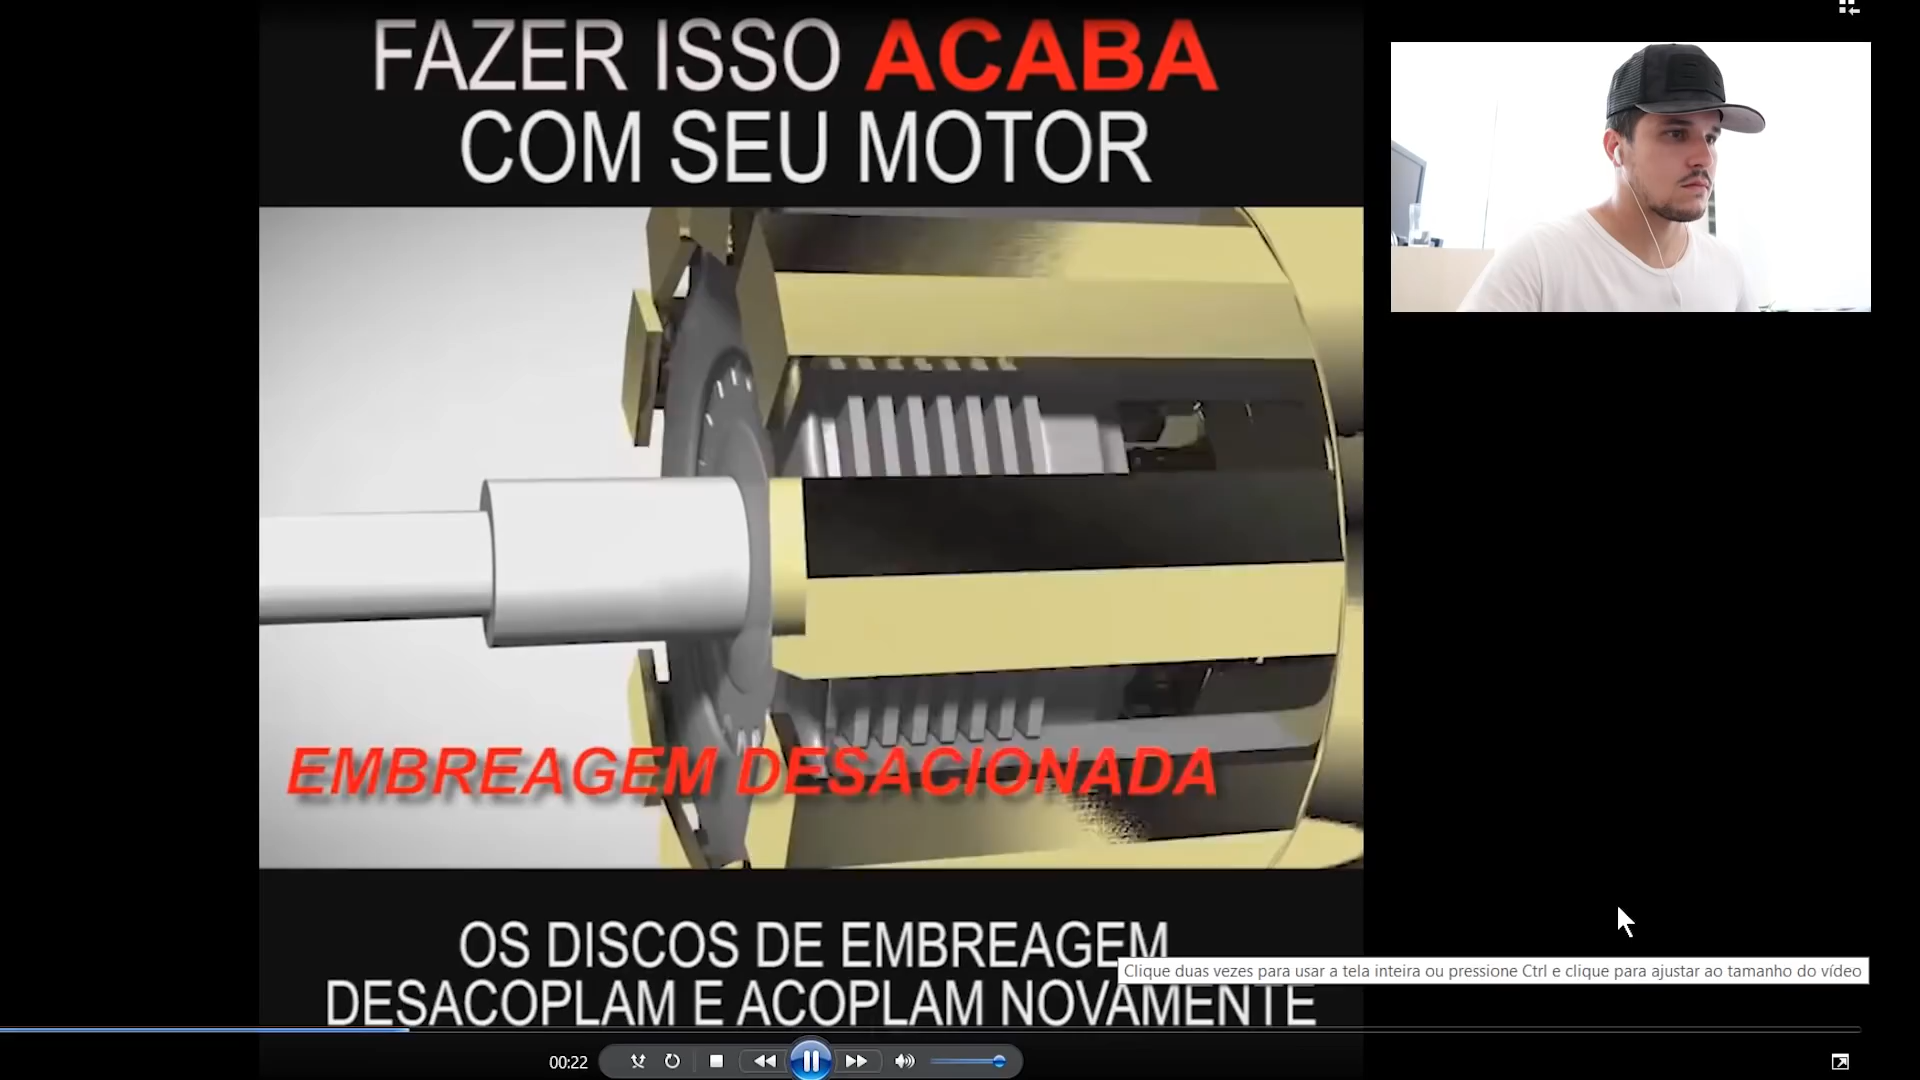 FAZER ISSO ACABA
COM SEU MOTOR
EMBREAGEM DESACIONADA
OS DISCOS DE EMBREAGEM
DESACOPLAM E ACOPLAM NOVAMENTE
Clique duas vezes para usar a tela inteira ou pressione Ctrl e clique para ajustar ao tamanho do vídeo
00:22